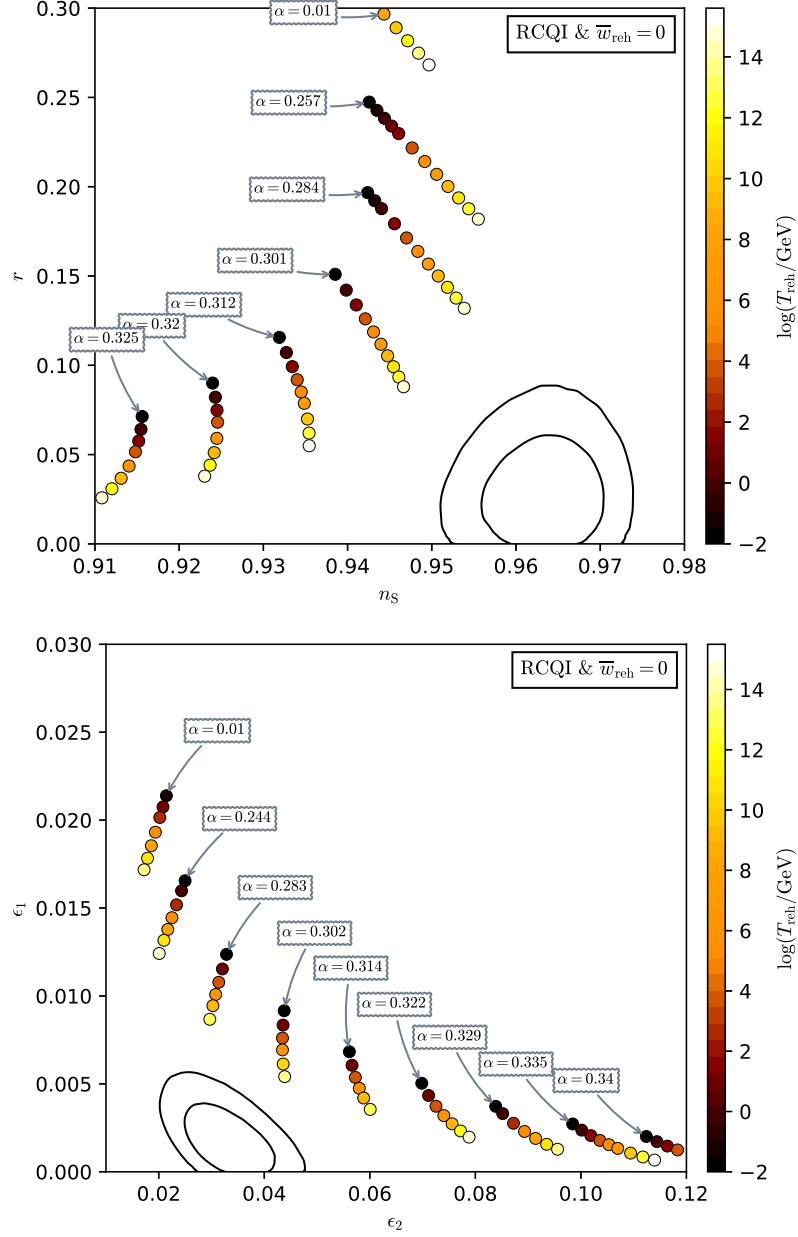 α = 0.01
RCQI & w̅reh = 0
α = 0.257
α = 0.284
α = 0.301
α = 0.312
α = 0.32
α = 0.325
0.30
0.25
0.20
0.15
0.10
0.05
0.00
r
0.91 0.92 0.93 0.94 0.95 0.96 0.97 0.98
nS
14
12
10
8
6
4
2
0
−2
log(Treh/GeV)
RCQI & w̅reh = 0
α = 0.01
α = 0.244
α = 0.283
α = 0.302
α = 0.314
α = 0.322
α = 0.329
α = 0.335
α = 0.34
0.030
0.025
0.020
0.015
0.010
0.005
0.000
ϵ1
0.02 0.04 0.06 0.08 0.10 0.12
ϵ2
14
12
10
8
6
4
2
0
−2
log(Treh/GeV)